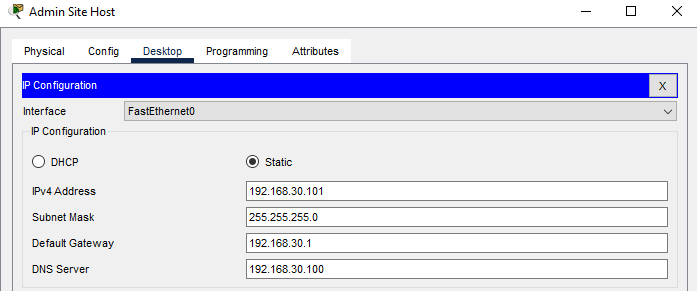 Admin Site Host
Physical Config Desktop Programming Attributes
IP Configuration X
Interface FastEthernet0
IP Configuration
DHCP Static
IPv4 Address 192.168.30.101
Subnet Mask 255.255.255.0
Default Gateway 192.168.30.1
DNS Server 192.168.30.100